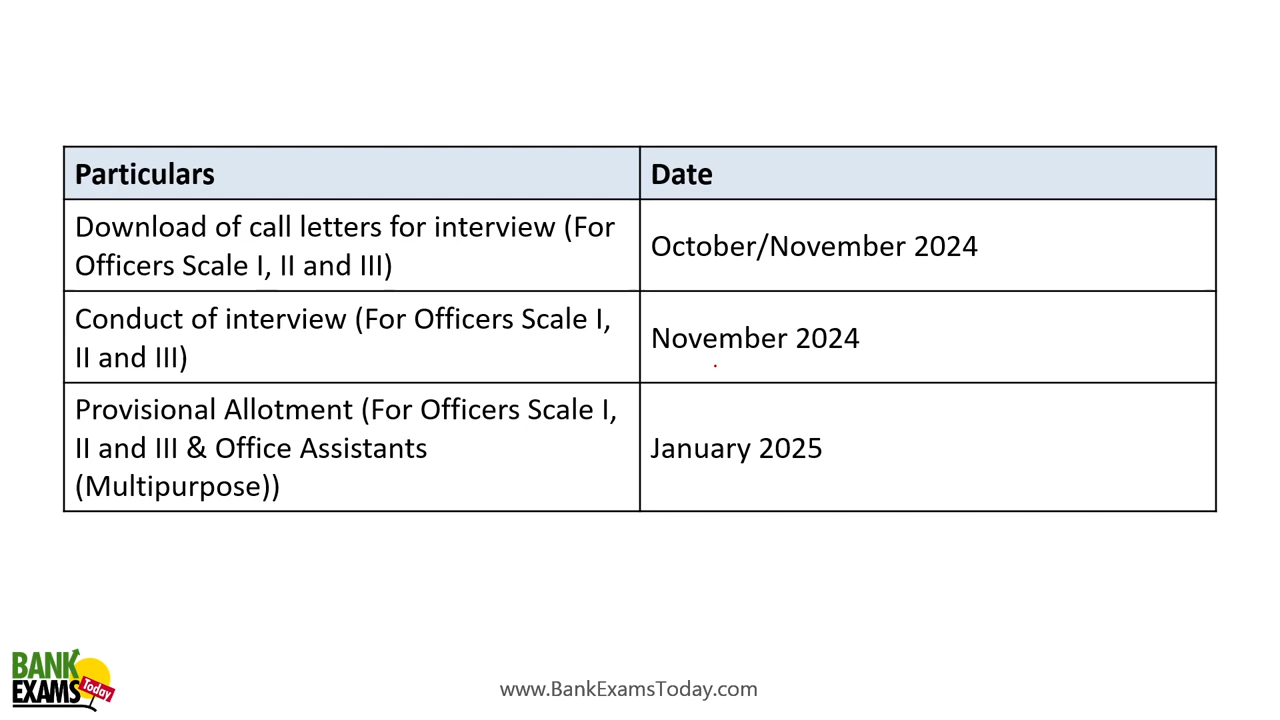 Particulars
Date
Download of call letters for interview (For
Officers Scale I, II and III)
October/November 2024
Conduct of interview (For Officers Scale I,
II and III)
November 2024
Provisional Allotment (For Officers Scale I,
II and III & Office Assistants
(Multipurpose))
January 2025
BANK
EXAMS
Today
www.BankExamsToday.com